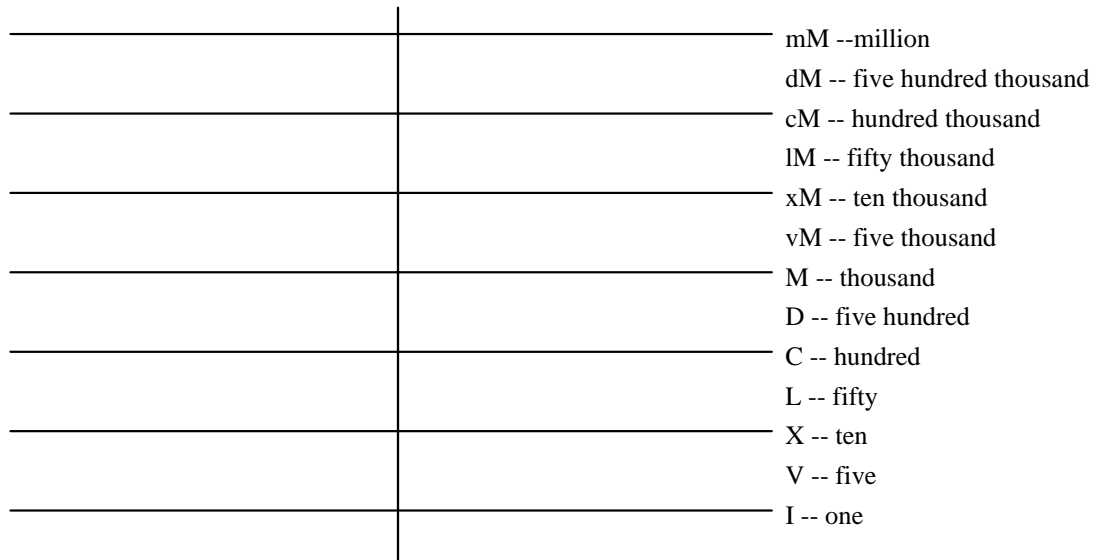 mM --million
dM -- five hundred thousand
cM -- hundred thousand
lM -- fifty thousand
xM -- ten thousand
vM -- five thousand
M -- thousand
D -- five hundred
C -- hundred
L -- fifty
X -- ten
V -- five
I -- one